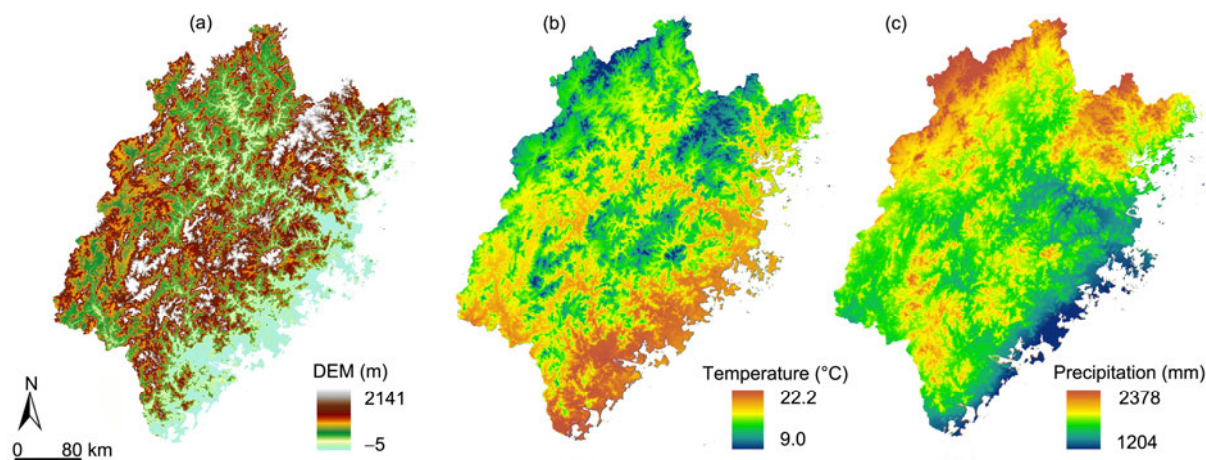 (a)
(b)
(c)
N
0 80 km
DEM (m)
2141
−5
Temperature (°C)
22.2
9.0
Precipitation (mm)
2378
1204